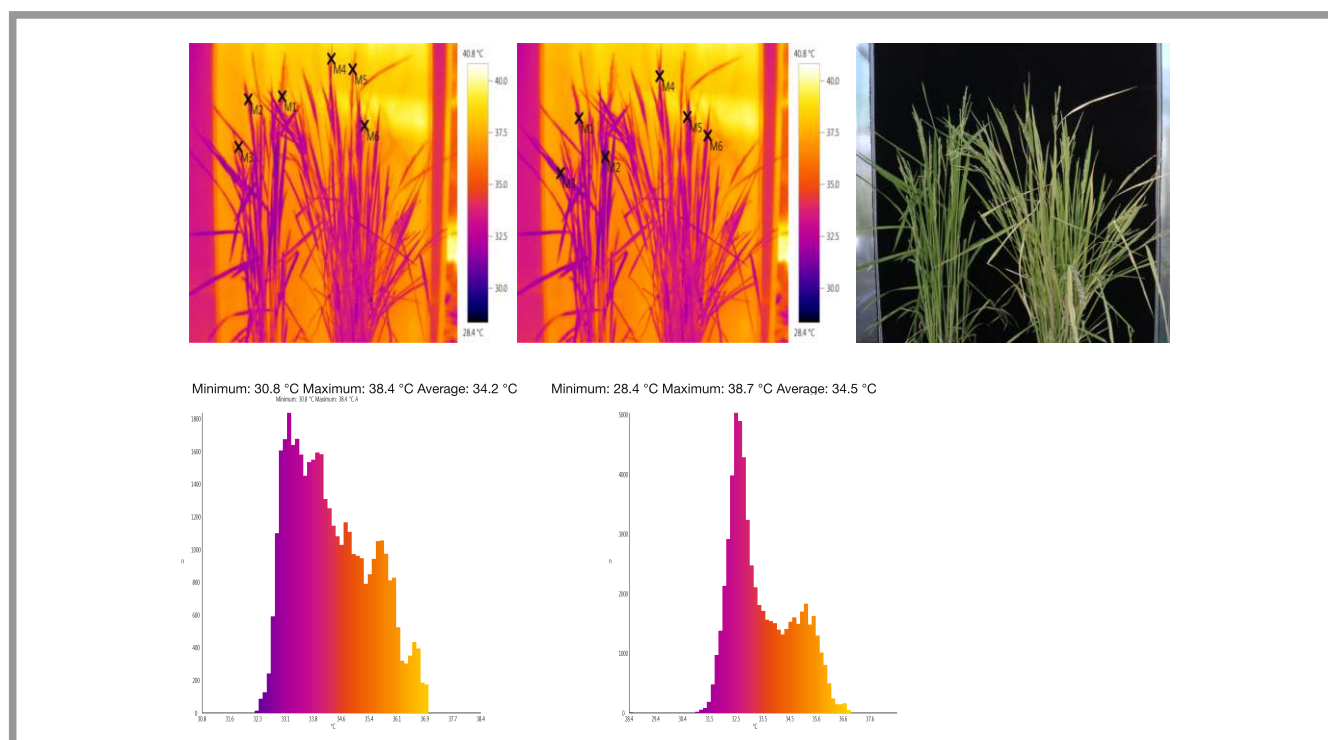 40.8 °C
40.0
37.5
35.0
32.5
30.0
28.4 °C
M4
M5
M2
M1
M6
M3
40.8 °C
40.0
37.5
35.0
32.5
30.0
28.4 °C
M4
M1
M5
M6
M2
Minimum: 30.8 °C Maximum: 38.4 °C Average: 34.2 °C
Minimum: 30.8 °C Maximum: 38.4 °C A
1800
1600
1400
1200
1000
800
600
400
200
0
n
30.8 31.6 32.3 33.1 33.8 34.6 35.4 36.1 36.9 37.7 38.4
°C
Minimum: 28.4 °C Maximum: 38.7 °C Average: 34.5 °C
5000
4000
3000
2000
1000
0
n
28.4 29.4 30.4 31.5 32.5 33.5 34.5 35.6 36.6 37.6
°C